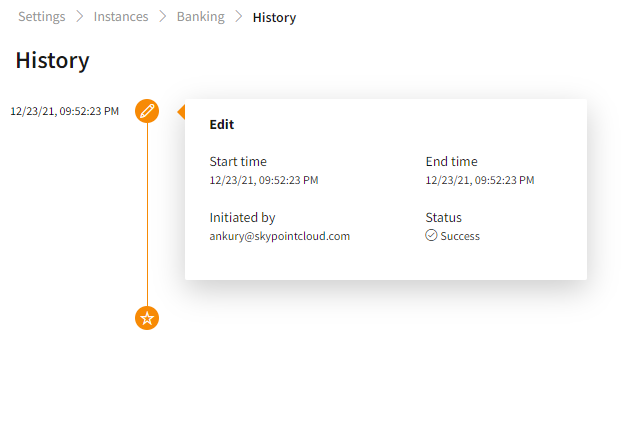 Settings Instances Banking History
History
12/23/21, 09:52:23 PM
Edit
Start time End time
12/23/21, 09:52:23 PM 12/23/21, 09:52:23 PM
Initiated by Status
ankury@skypointcloud.com Success